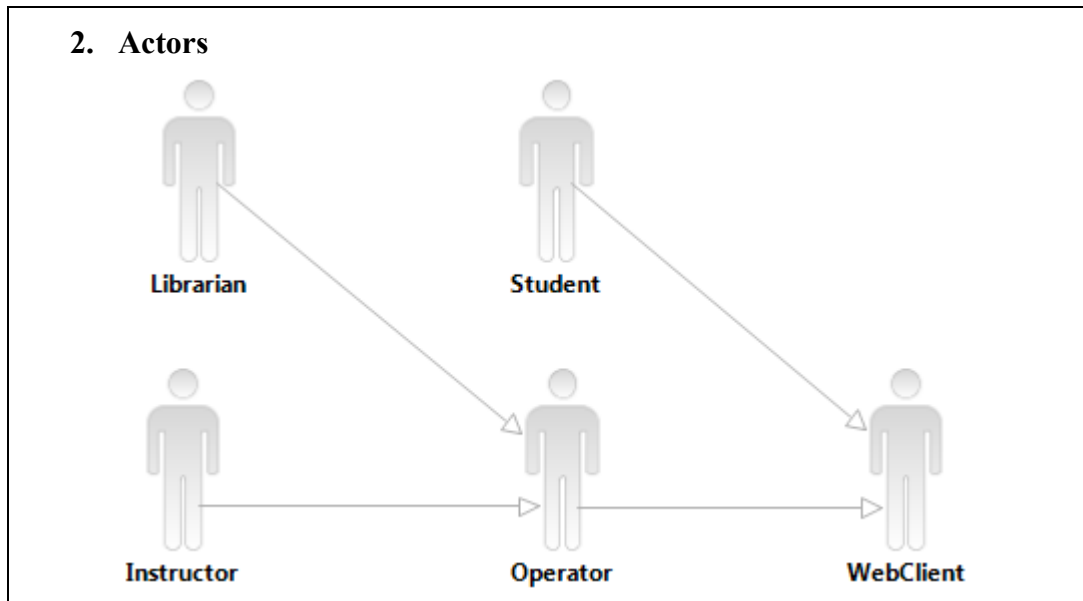 2. Actors
Librarian
Student
Instructor
Operator
WebClient